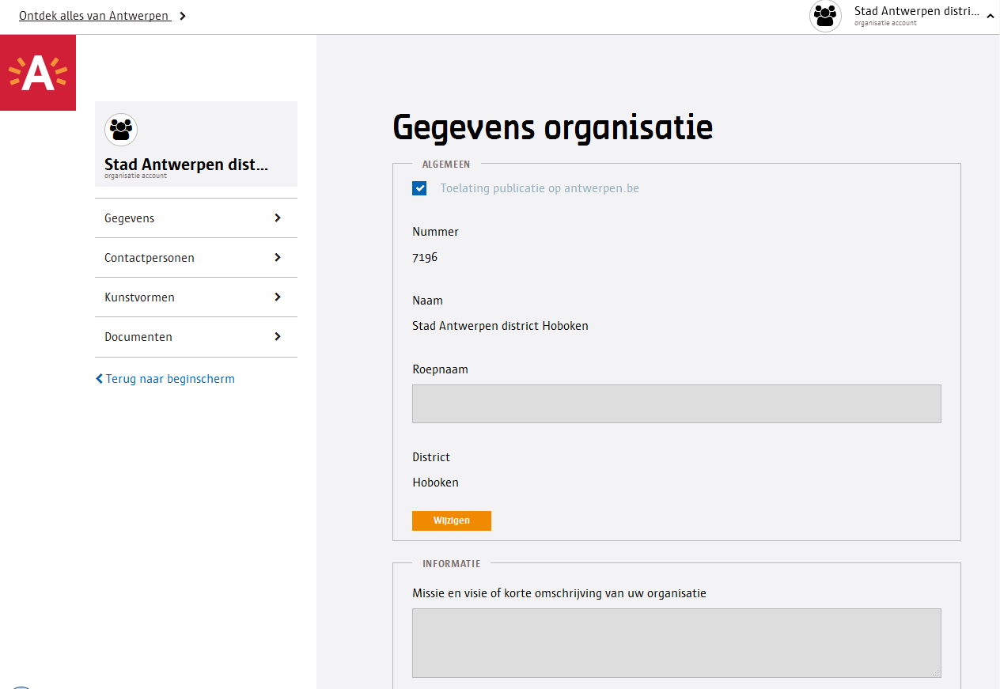 Ontdek alles van Antwerpen
Stad Antwerpen distri...
organisatie account
A
Stad Antwerpen dist...
organisatie account
Gegevens
Contactpersonen
Kunstvormen
Documenten
Terug naar beginscherm
Gegevens organisatie
ALGEMEEN
Toelating publicatie op antwerpen.be
Nummer
7196
Naam
Stad Antwerpen district Hoboken
Roepnaam
District
Hoboken
Wijzigen
INFORMATIE
Missie en visie of korte omschrijving van uw organisatie